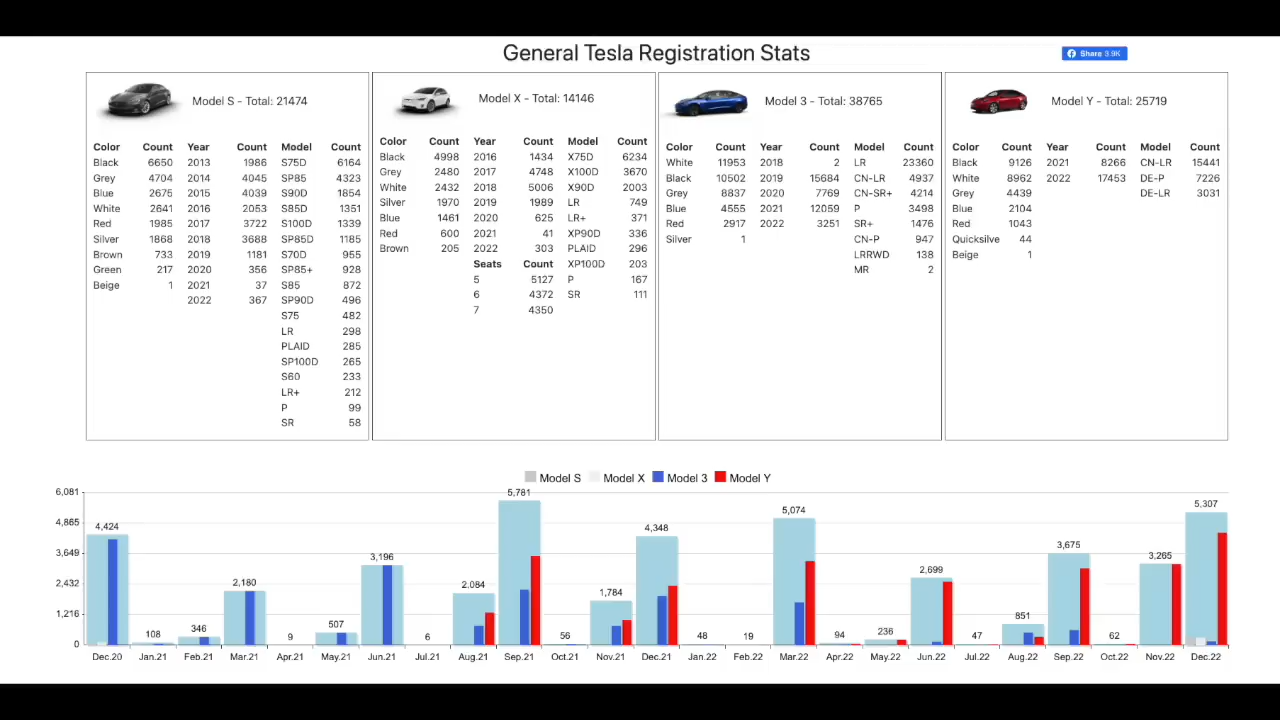 General Tesla Registration Stats
Share 3.9K
Model S - Total: 21474
Color Count Year Count Model Count
Black 6650 2013 1986 S75D 6164
Grey 4704 2014 4045 SP85 4323
Blue 2675 2015 4039 S90D 1854
White 2641 2016 2053 S85D 1351
Red 1985 2017 3722 S100D 1339
Silver 1868 2018 3688 SP85D 1185
Brown 733 2019 1181 S70D 955
Green 217 2020 356 SP85+ 928
Beige 1 2021 37 S85 872
2022 367 SP90D 496
S75 482
LR 298
PLAID 285
SP100D 265
S60 233
LR+ 212
P 99
SR 58
Model X - Total: 14146
Color Count Year Count Model Count
Black 4998 2016 1434 X75D 6234
Grey 2480 2017 4748 X100D 3670
White 2432 2018 5006 X90D 2003
Silver 1970 2019 1989 LR 749
Blue 1461 2020 625 LR+ 371
Red 600 2021 41 XP90D 336
Brown 205 2022 303 PLAID 296
Seats Count XP100D 203
5 5127 P 167
6 4372 SR 111
7 4350
Model 3 - Total: 38765
Color Count Year Count Model Count
White 11953 2018 2 LR 23360
Black 10502 2019 15684 CN-LR 4937
Grey 8837 2020 7769 CN-SR+ 4214
Blue 4555 2021 12059 P 3498
Red 2917 2022 3251 SR+ 1476
Silver 1 CN-P 947
LRRWD 138
MR 2
Model Y - Total: 25719
Color Count Year Count Model Count
Black 9126 2021 8266 CN-LR 15441
White 8962 2022 17453 DE-P 7226
Grey 4439 DE-LR 3031
Blue 2104
Red 1043
Quicksilve 44
Beige 1
Model S Model X Model 3 Model Y
6,081
4,865
3,649
2,432
1,216
0
4,424 108 346 2,180 9 507 3,196 6 2,084 5,781 56 1,784 4,348 48 19 5,074 94 236 2,699 47 851 3,675 62 3,265 5,307
Dec.20 Jan.21 Feb.21 Mar.21 Apr.21 May.21 Jun.21 Jul.21 Aug.21 Sep.21 Oct.21 Nov.21 Dec.21 Jan.22 Feb.22 Mar.22 Apr.22 May.22 Jun.22 Jul.22 Aug.22 Sep.22 Oct.22 Nov.22 Dec.22